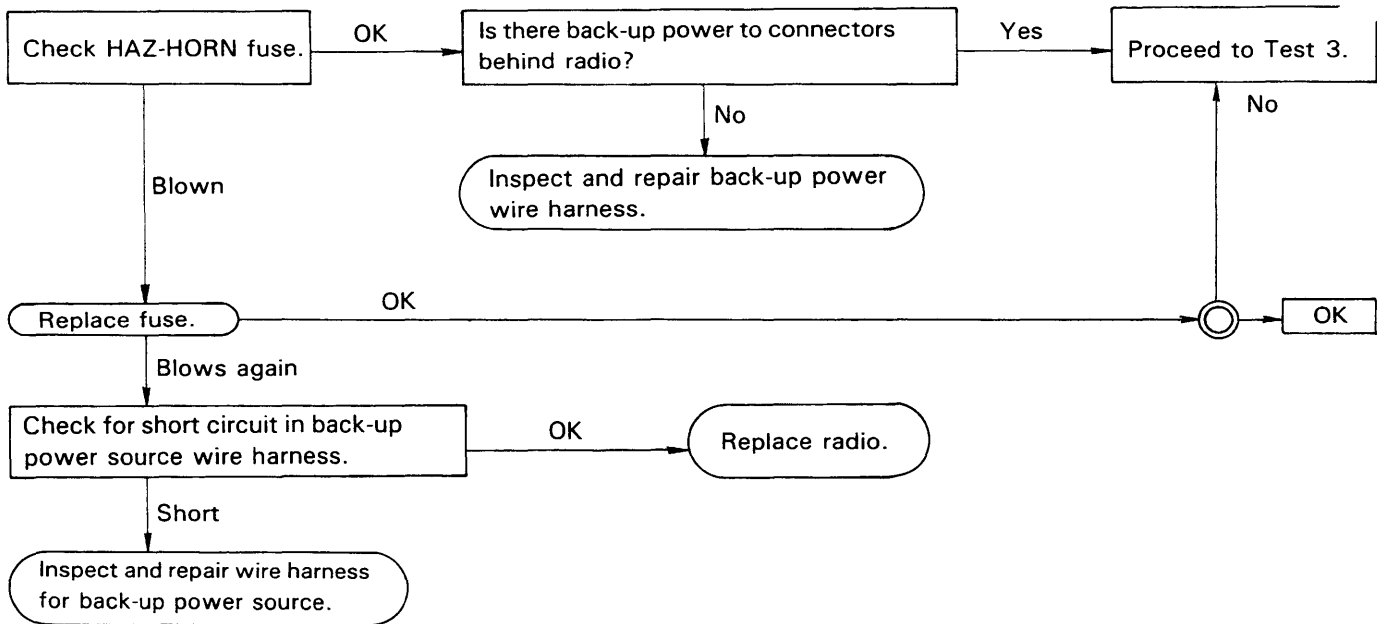 Check HAZ-HORN fuse.
OK
Is there back-up power to connectors
behind radio?
Yes
Proceed to Test 3.
No
No
Inspect and repair back-up power
wire harness.
Blown
Replace fuse.
OK
OK
Blows again
Check for short circuit in back-up
power source wire harness.
OK
Replace radio.
Short
Inspect and repair wire harness
for back-up power source.